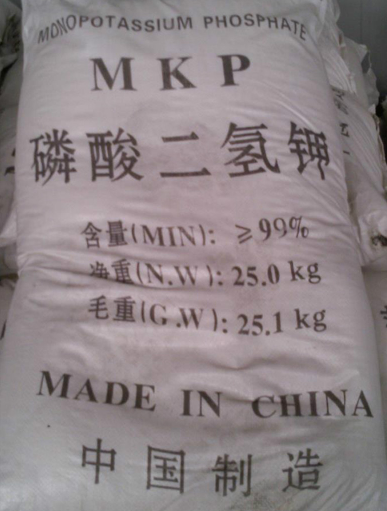 MONOPOTASSIUM PHOSPHATE
MKP
磷酸二氢钾
含量(MIN): ≥99%
净重(N.W): 25.0 kg
毛重(G.W): 25.1 kg
MADE IN CHINA
中国制造